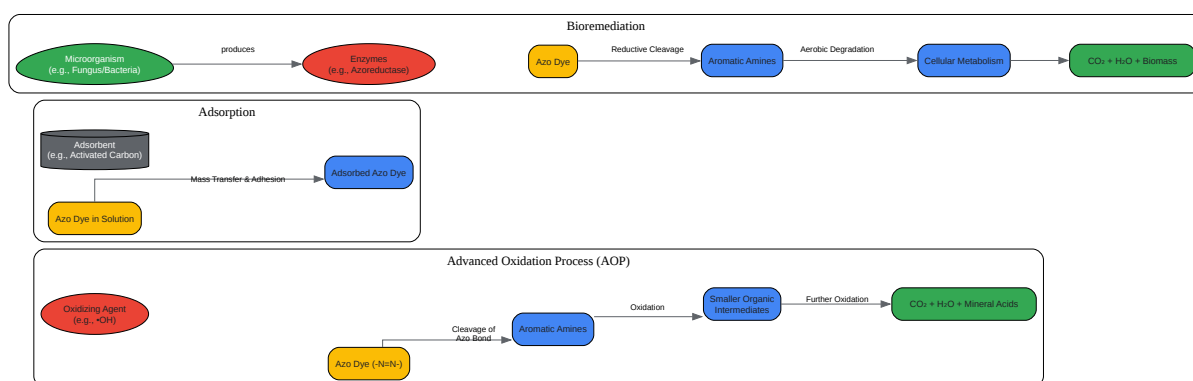 Bioremediation
Microorganism
(e.g., Fungus/Bacteria)
produces
Enzymes
(e.g., Azoreductase)
Azo Dye
Reductive Cleavage
Aromatic Amines
Aerobic Degradation
Cellular Metabolism
CO₂ + H₂O + Biomass
Adsorption
Adsorbent
(e.g., Activated Carbon)
Mass Transfer & Adhesion
Adsorbed Azo Dye
Azo Dye in Solution
Advanced Oxidation Process (AOP)
Oxidizing Agent
(e.g., •OH)
Azo Dye (-N=N-)
Cleavage of
Azo Bond
Aromatic Amines
Oxidation
Smaller Organic
Intermediates
Further Oxidation
CO₂ + H₂O + Mineral Acids